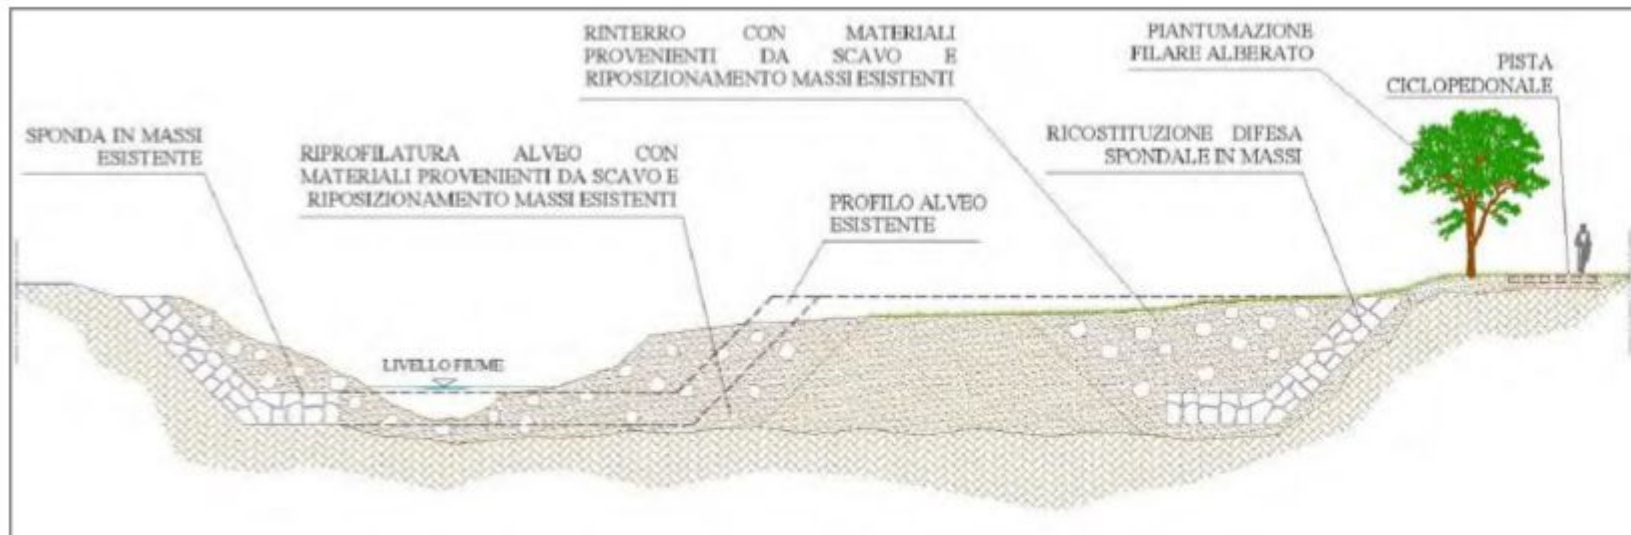 RINTERRO CON MATERIALI
PROVENIENTI DA SCAVO E
RIPOSIZIONAMENTO MASSI ESISTENTI
PIANTUMAZIONE
FILARE ALBERATO
PISTA
CICLOPEDONALE
SPONDA IN MASSI
ESISTENTE
RIPROFILATURA ALVEO CON
MATERIALI PROVENIENTI DA SCAVO E
RIPOSIZIONAMENTO MASSI ESISTENTI
PROFILO ALVEO
ESISTENTE
RICOSTITUZIONE DIFESA
SPONDALE IN MASSI
LIVELLO FIUME